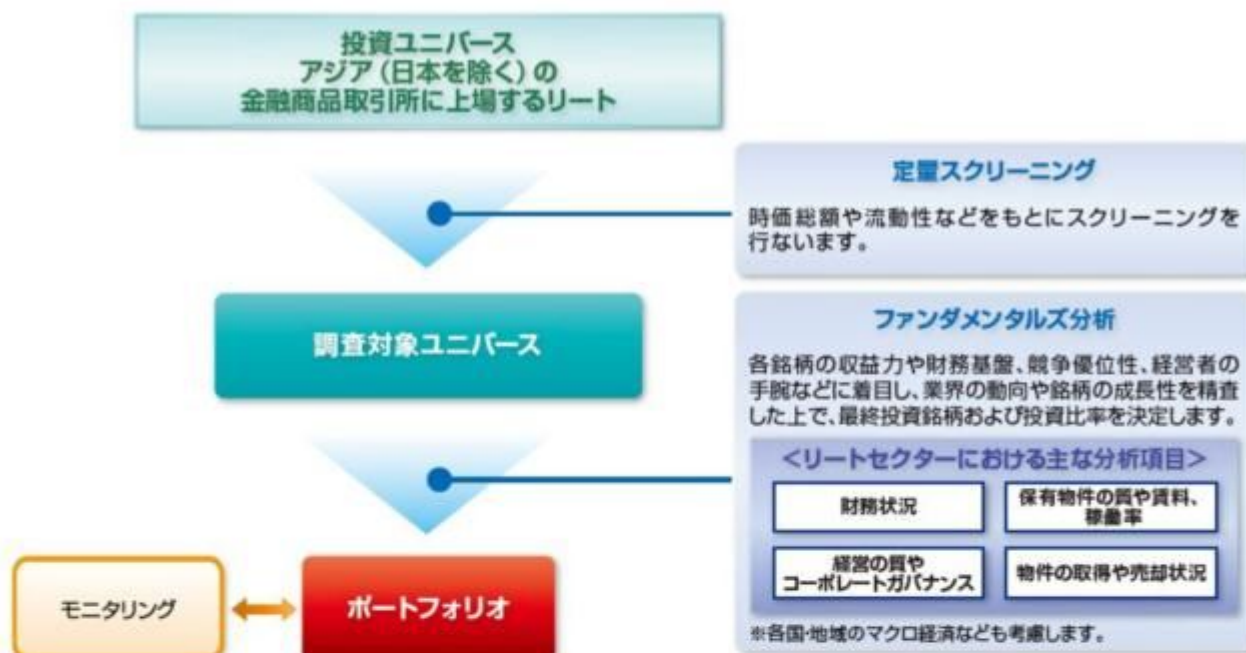 投資ユニバース
アジア（日本を除く）の
金融商品取引所に上場するリート
定量スクリーニング
時価総額や流動性などをもとにスクリーニングを
行ないます。
調査対象ユニバース
ファンダメンタルズ分析
各銘柄の収益力や財務基盤、競争優位性、経営者の
手腕などに着目し、業界の動向や銘柄の成長性を精査
した上で、最終投資銘柄および投資比率を決定します。
＜リートセクターにおける主な分析項目＞
財務状況
保有物件の質や賃料、
稼働率
経営の質や
コーポレートガバナンス
物件の取得や売却状況
※各国・地域のマクロ経済なども考慮します。
モニタリング
ポートフォリオ